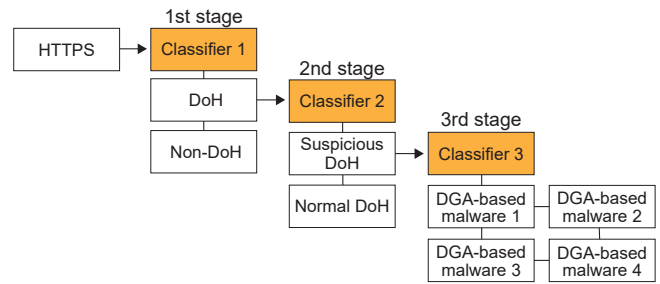 1st stage
HTTPS
Classifier 1
2nd stage
DoH
Classifier 2
3rd stage
Non-DoH
Suspicious
DoH
Classifier 3
Normal DoH
DGA-based
malware 1
DGA-based
malware 2
DGA-based
malware 3
DGA-based
malware 4